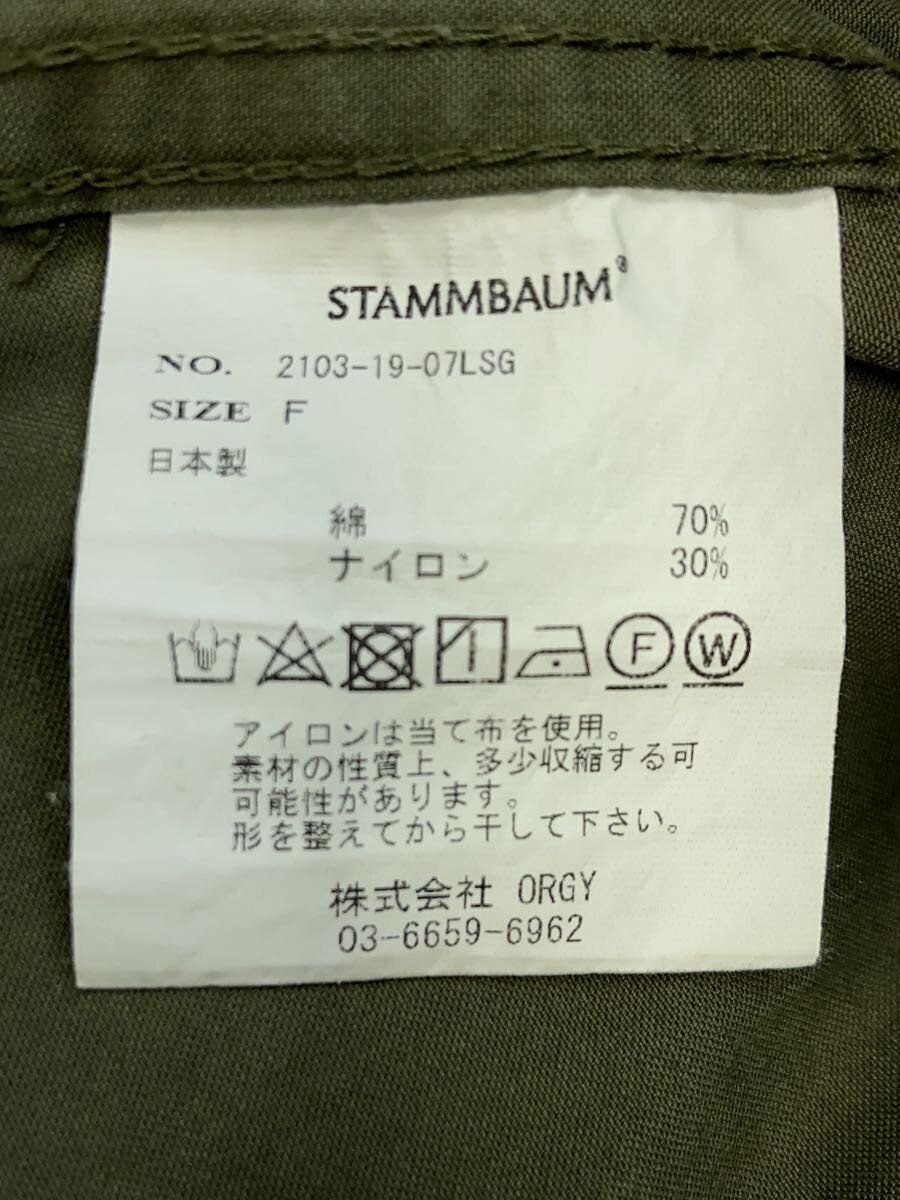 STAMMBAUM®
NO. 2103-19-07LSG
SIZE F
日本製
綿 70%
ナイロン 30%
F W
アイロンは当て布を使用。
素材の性質上、多少収縮する可
可能性があります。
形を整えてから干して下さい。
株式会社 ORGY
03-6659-6962